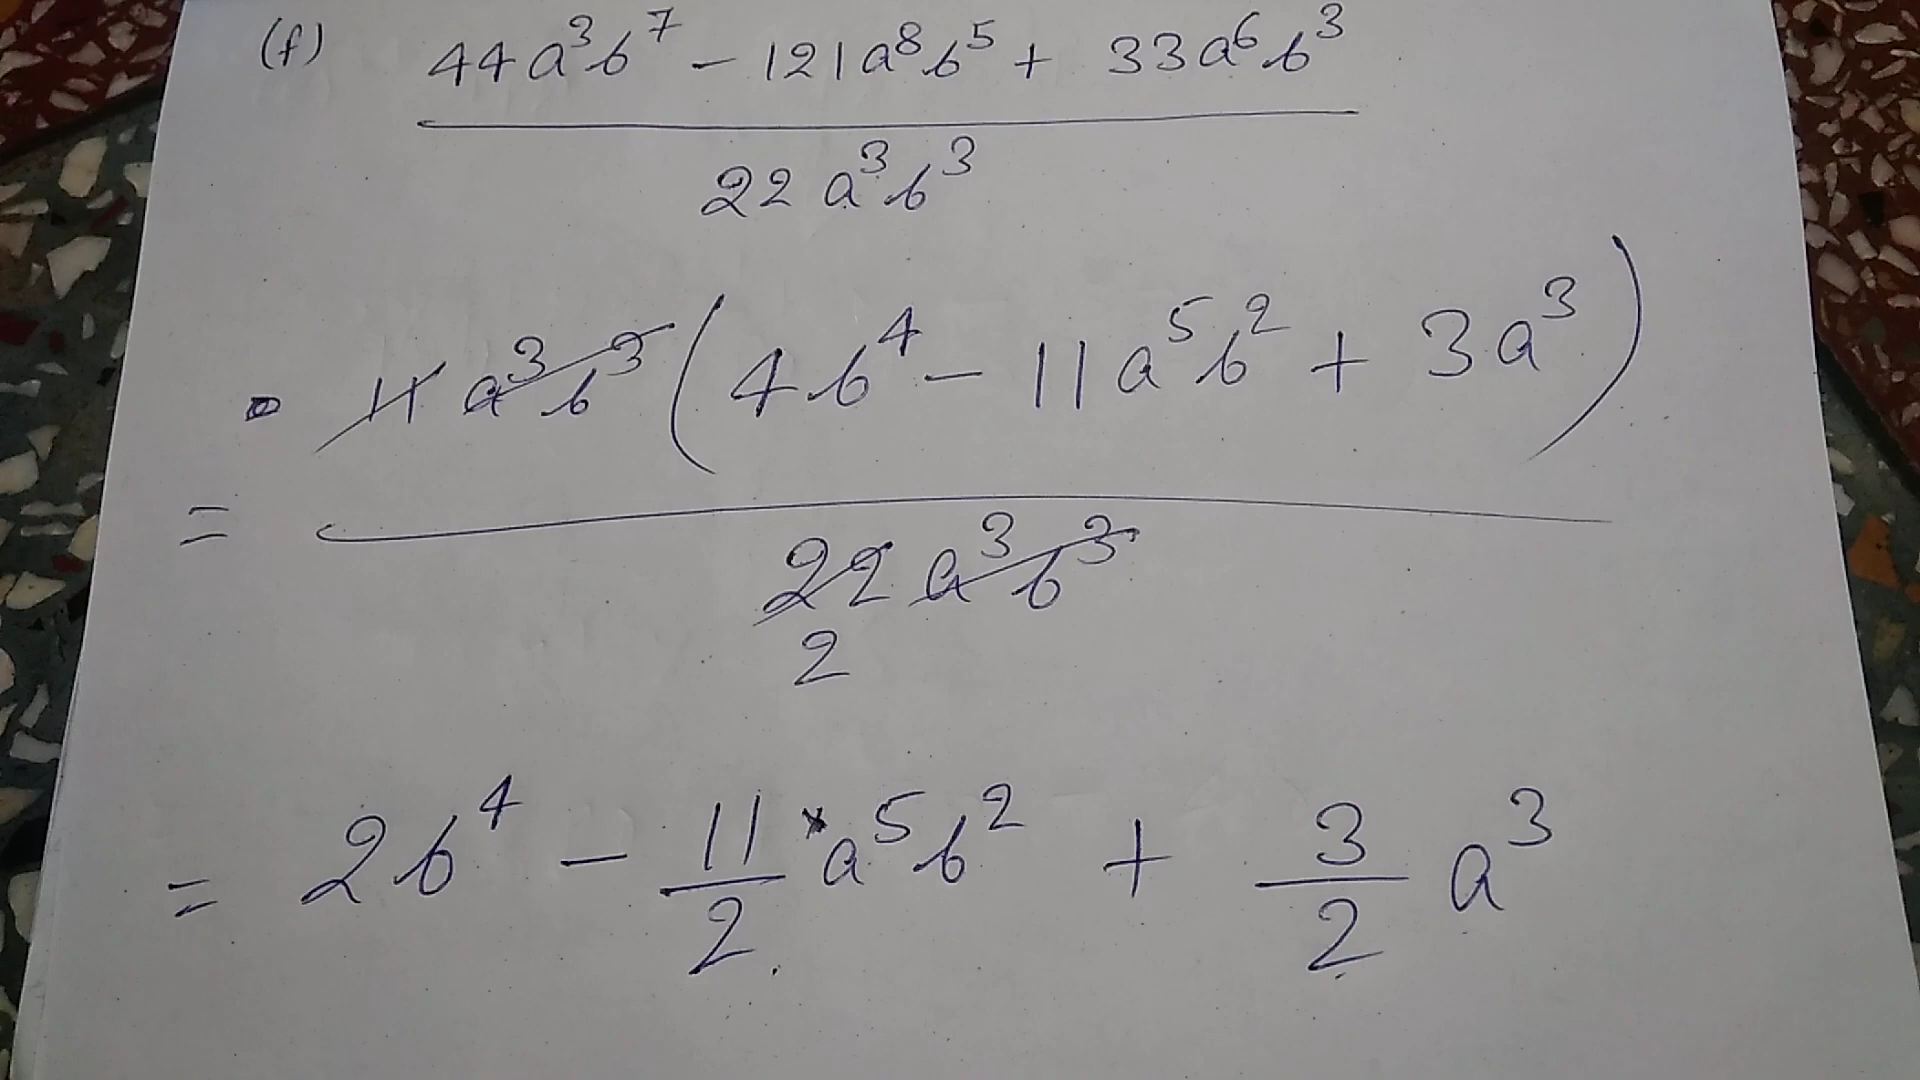 (f) 44a³b⁷ - 121a⁸b⁵ + 33a⁶b³
22a³b³
11a³b³(4b⁴ - 11a⁵b² + 3a³)
=
22a³b³
2
= 2b⁴ - 11/2 a⁵b² + 3/2 a³